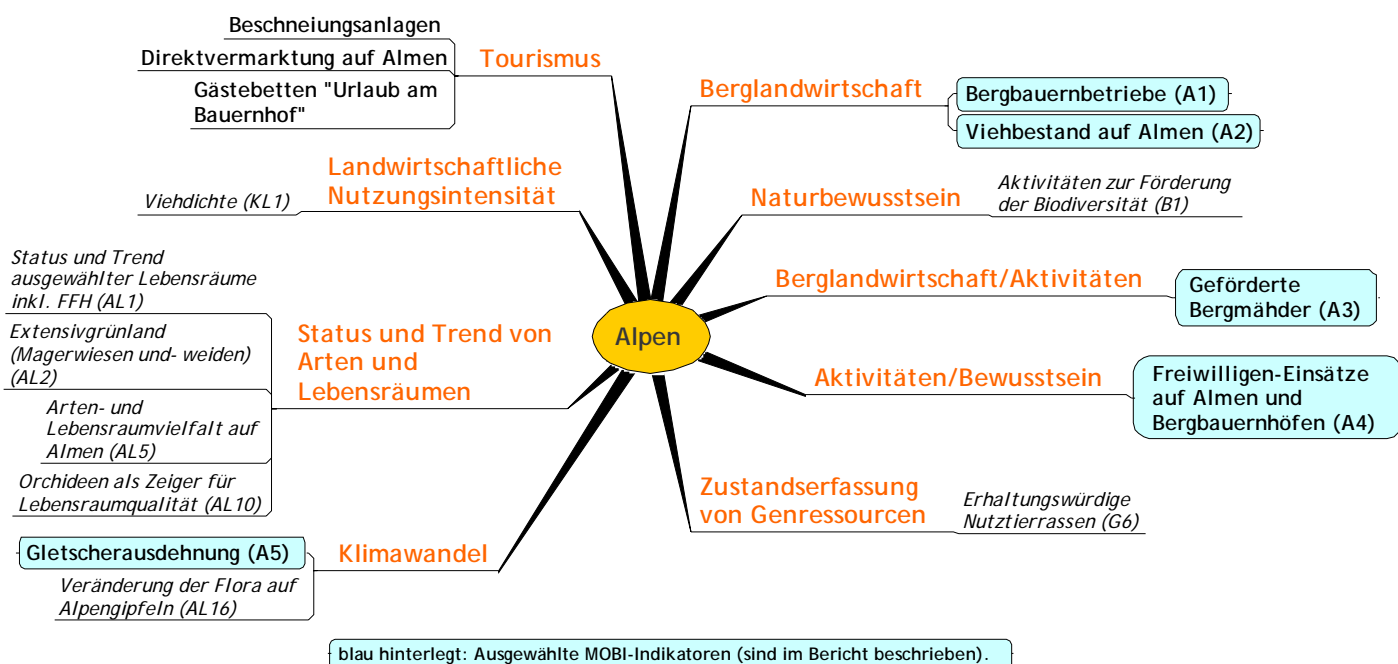 Beschneiungsanlagen
Direktvermarktung auf Almen
Gästebetten "Urlaub am
Bauernhof"
Tourismus
Landwirtschaftliche
Nutzungsintensität
Viehdichte (KL1)
Status und Trend
ausgewählter Lebensräume
inkl. FFH (AL1)
Extensivgrünland
(Magerwiesen und- weiden)
(AL2)
Arten- und
Lebensraumvielfalt auf
Almen (AL5)
Orchideen als Zeiger für
Lebensraumqualität (AL10)
Status und Trend von
Arten und
Lebensräumen
Gletscherausdehnung (A5)
Veränderung der Flora auf
Alpengipfeln (AL16)
Klimawandel
Alpen
Berglandwirtschaft
Bergbauernbetriebe (A1)
Viehbestand auf Almen (A2)
Naturbewusstsein
Aktivitäten zur Förderung
der Biodiversität (B1)
Berglandwirtschaft/Aktivitäten
Geförderte
Bergmähder (A3)
Aktivitäten/Bewusstsein
Freiwilligen-Einsätze
auf Almen und
Bergbauernhöfen (A4)
Zustandserfassung
von Genressourcen
Erhaltungswürdige
Nutztierrassen (G6)
blau hinterlegt: Ausgewählte MOBI-Indikatoren (sind im Bericht beschrieben).